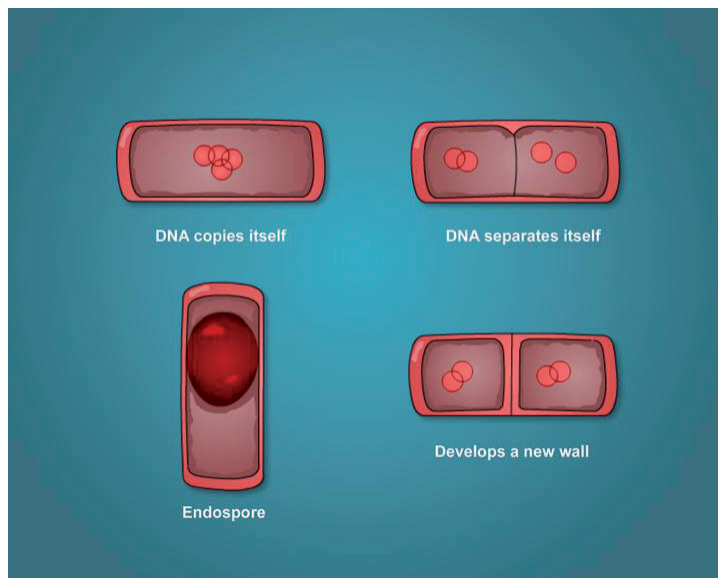 DNA copies itself
DNA separates itself
Endospore
Develops a new wall